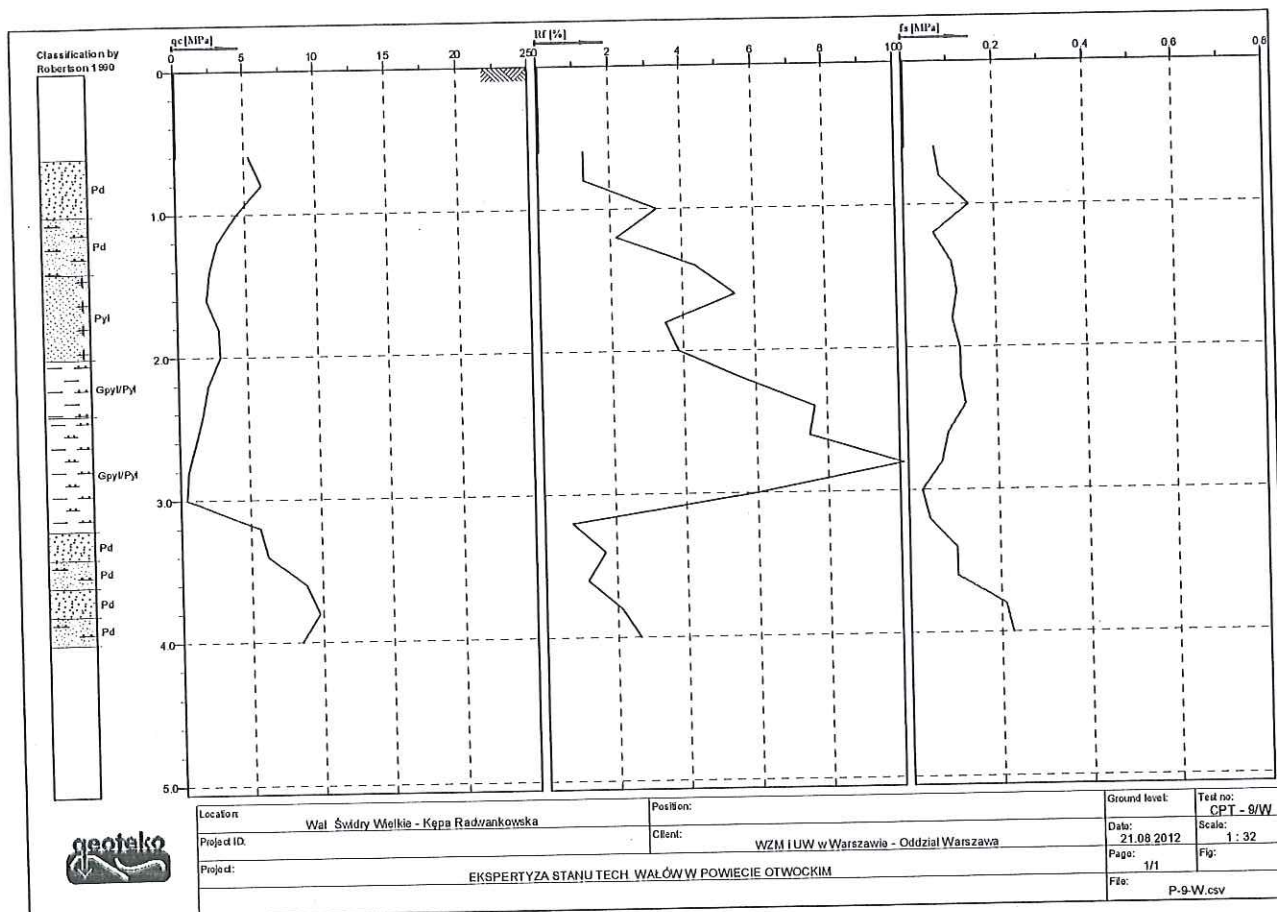 Classification by
Robertson 1990
qc [MPa]
0 5 10 15 20 25
Rf [%]
2 4 6 8 10
fs [MPa]
0 0,2 0,4 0,6 0,8
0
1.0
2.0
3.0
4.0
5.0
Pd
Pd
Pyl
Gpyl/Pyl
Gpyl/Pyl
Pd
Pd
Pd
Pd
geoteko
Location:
Wał Świdry Wielkie - Kępa Radwankowska
Position:
Ground level:
Test no:
CPT - 9/W
Project ID:
Client:
WZM i UW w Warszawie - Oddział Warszawa
Date:
21.08.2012
Scale:
1 : 32
Project:
EKSPERTYZA STANU TECH. WAŁÓW W POWIECIE OTWOCKIM
Page:
1/1
Fig:
File:
P-9-W.csv